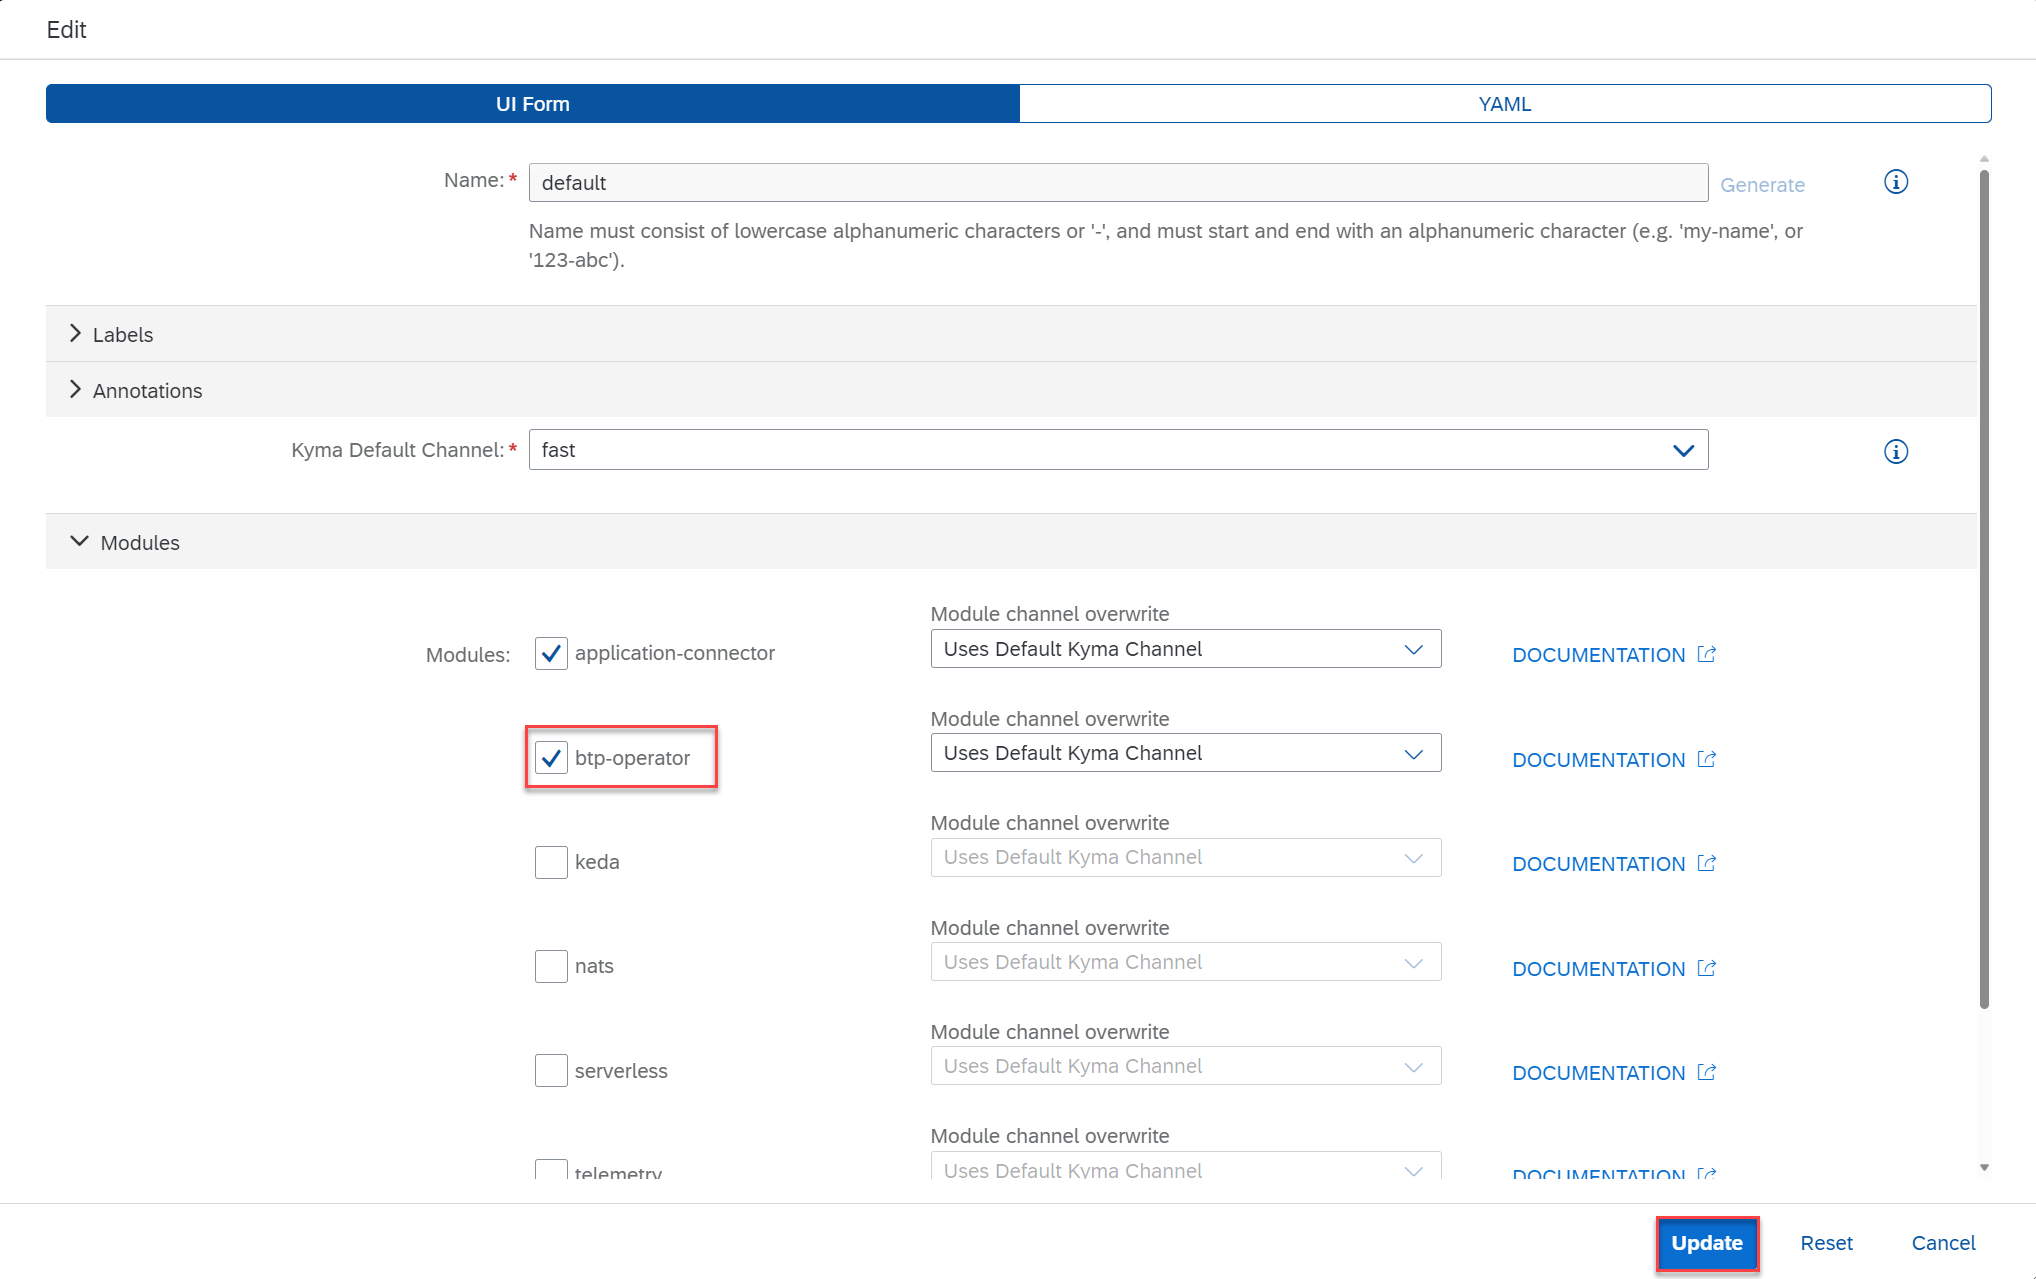 Edit
UI Form
YAML
Name:*
default
Generate
Name must consist of lowercase alphanumeric characters or '-', and must start and end with an alphanumeric character (e.g. 'my-name', or
'123-abc').
Labels
Annotations
Kyma Default Channel:*
fast
Modules
Modules:
application-connector
Module channel overwrite
Uses Default Kyma Channel
DOCUMENTATION
btp-operator
Module channel overwrite
Uses Default Kyma Channel
DOCUMENTATION
keda
Module channel overwrite
Uses Default Kyma Channel
DOCUMENTATION
nats
Module channel overwrite
Uses Default Kyma Channel
DOCUMENTATION
serverless
Module channel overwrite
Uses Default Kyma Channel
DOCUMENTATION
telemetry
Module channel overwrite
Uses Default Kyma Channel
DOCUMENTATION
Update
Reset
Cancel